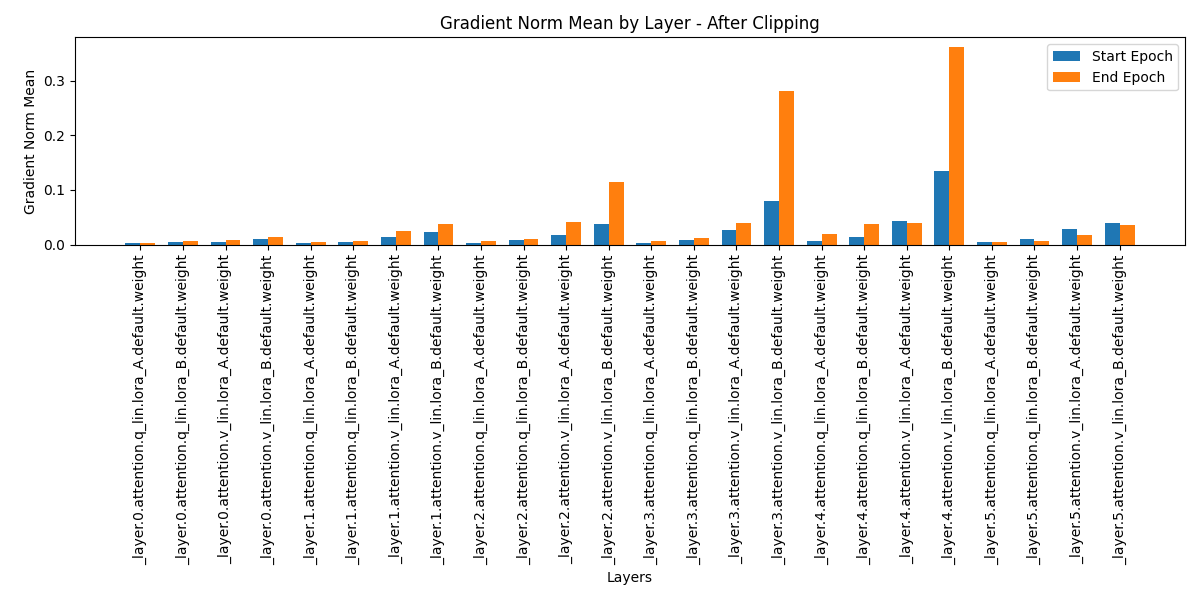 Gradient Norm Mean by Layer - After Clipping
Gradient Norm Mean
0.3
0.2
0.1
0.0
Start Epoch
End Epoch
_layer.0.attention.q_lin.lora_A.default.weight
_layer.0.attention.q_lin.lora_B.default.weight
_layer.0.attention.v_lin.lora_A.default.weight
_layer.0.attention.v_lin.lora_B.default.weight
_layer.1.attention.q_lin.lora_A.default.weight
_layer.1.attention.q_lin.lora_B.default.weight
_layer.1.attention.v_lin.lora_A.default.weight
_layer.1.attention.v_lin.lora_B.default.weight
_layer.2.attention.q_lin.lora_A.default.weight
_layer.2.attention.q_lin.lora_B.default.weight
_layer.2.attention.v_lin.lora_A.default.weight
_layer.2.attention.v_lin.lora_B.default.weight
_layer.3.attention.q_lin.lora_A.default.weight
_layer.3.attention.q_lin.lora_B.default.weight
_layer.3.attention.v_lin.lora_A.default.weight
_layer.3.attention.v_lin.lora_B.default.weight
_layer.4.attention.q_lin.lora_A.default.weight
_layer.4.attention.q_lin.lora_B.default.weight
_layer.4.attention.v_lin.lora_A.default.weight
_layer.4.attention.v_lin.lora_B.default.weight
_layer.5.attention.q_lin.lora_A.default.weight
_layer.5.attention.q_lin.lora_B.default.weight
_layer.5.attention.v_lin.lora_A.default.weight
_layer.5.attention.v_lin.lora_B.default.weight
Layers